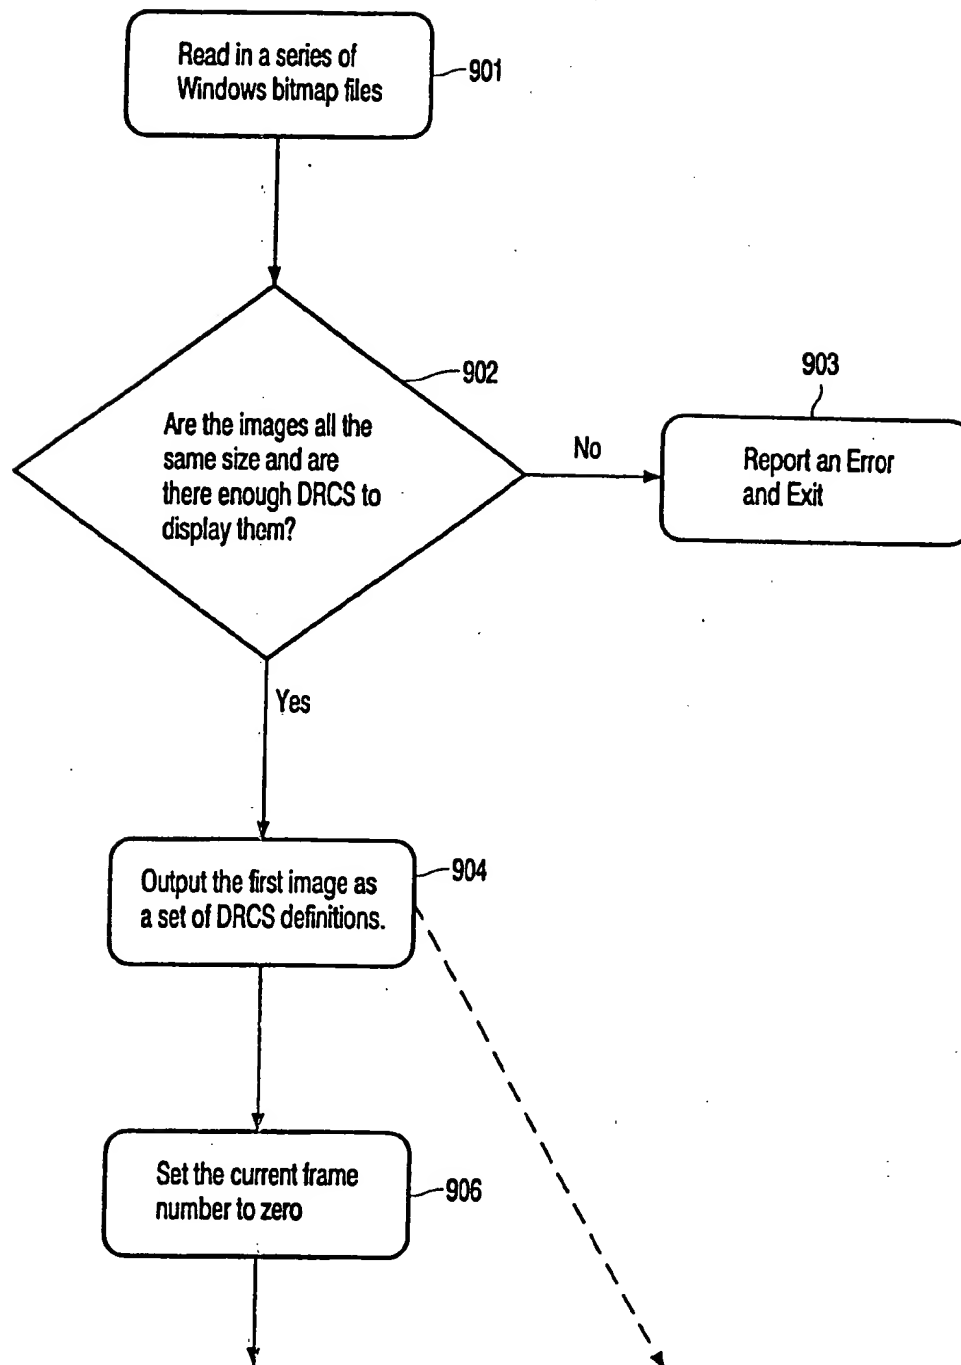 Read in a series of
Windows bitmap files
901
902
Are the images all the
same size and are
there enough DRCS to
display them?
No
903
Report an Error
and Exit
Yes
Output the first image as
a set of DRCS definitions.
904
Set the current frame
number to zero
906